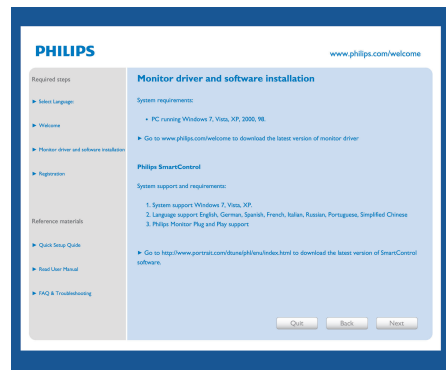 PHILIPS
www.philips.com/welcome
Required steps
► Select Language:
► Welcome
► Monitor driver and software installation
► Registration
Reference materials
► Quick Setup Guide
► Read User Manual
► FAQ & Troubleshooting
Monitor driver and software installation
System requirements:
• PC running Windows 7, Vista, XP, 2000, 98.
► Go to www.philips.com/welcome to download the latest version of monitor driver
Philips SmartControl
System support and requirements:
1. System support Windows 7, Vista, XP.
2. Language support English, German, Spanish, French, Italian, Russian, Portuguese, Simplified Chinese
3. Philips Monitor Plug and Play support
► Go to http://www.portrait.com/dtune/phl/enu/index.html to download the latest version of SmartControl
software.
Quit
Back
Next